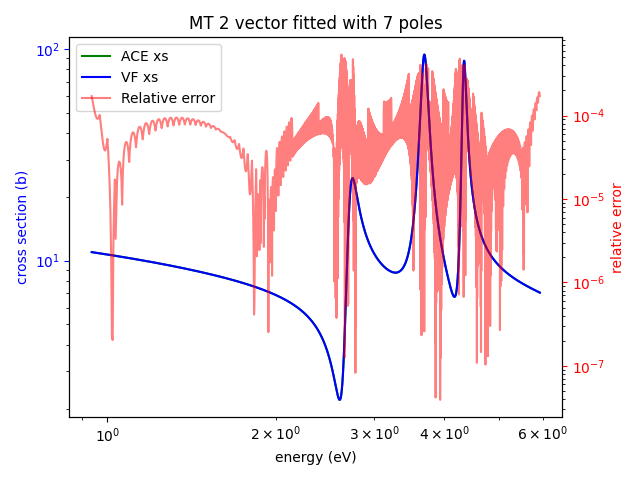 MT 2 vector fitted with 7 poles
ACE xs
VF xs
Relative error
10²
10¹
cross section (b)
10⁻⁴
10⁻⁵
10⁻⁶
10⁻⁷
relative error
10⁰
2 × 10⁰
3 × 10⁰
4 × 10⁰
6 × 10⁰
energy (eV)